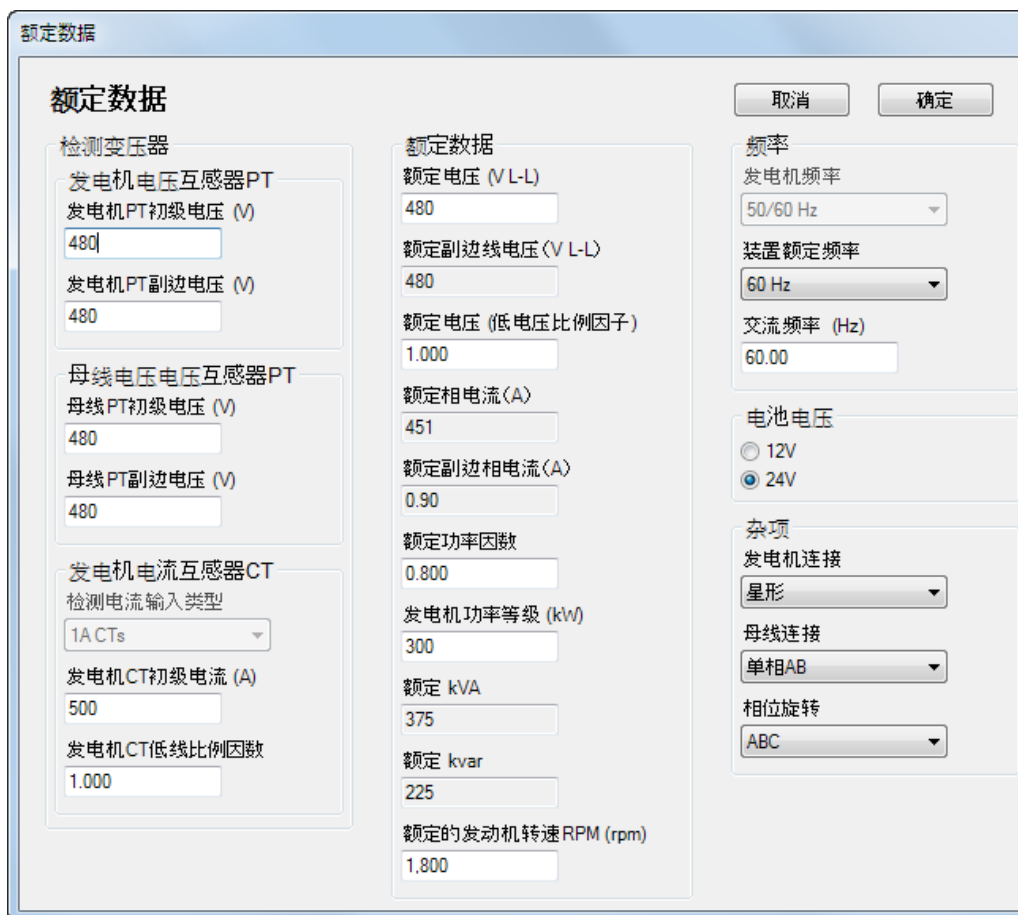 额定数据
额定数据
取消
确定
检测变压器
发电机电压互感器PT
发电机PT初级电压 (V)
480
发电机PT副边电压 (V)
480
母线电压电压互感器PT
母线PT初级电压 (V)
480
母线PT副边电压 (V)
480
发电机电流互感器CT
检测电流输入类型
1A CTs
发电机CT初级电流 (A)
500
发电机CT低线比例因数
1.000
额定数据
额定电压 (V L-L)
480
额定副边线电压(V L-L)
480
额定电压 (低电压比例因子)
1.000
额定相电流(A)
451
额定副边相电流(A)
0.90
额定功率因数
0.800
发电机功率等级 (kW)
300
额定 kVA
375
额定 kvar
225
额定的发动机转速RPM (rpm)
1,800
频率
发电机频率
50/60 Hz
装置额定频率
60 Hz
交流频率 (Hz)
60.00
电池电压
12V
24V
杂项
发电机连接
星形
母线连接
单相AB
相位旋转
ABC